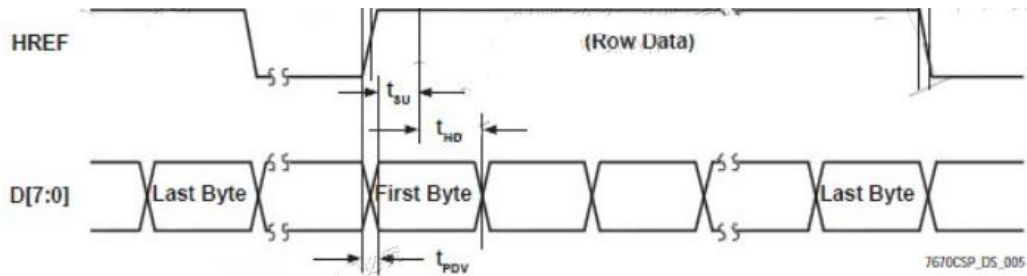 HREF
(Row Data)
tSU
tHD
D[7:0] Last Byte First Byte Last Byte
tPDV
7670CSP_DS_005